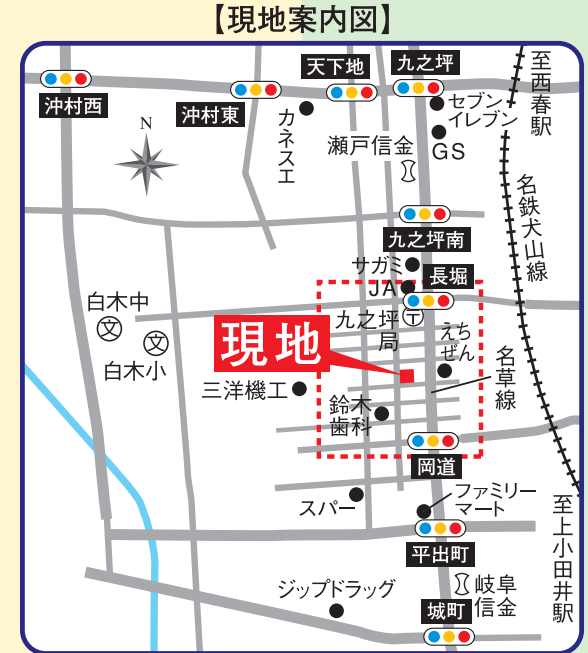 【現地案内図】
九之坪
天下地
至西春駅
沖村西
沖村東
カネスエ
セブン
イレブン
GS
瀬戸信金
N
名鉄犬山線
九之坪南
サガミ
JA
長堀
九之坪
局
〒
えち
ぜん
白木中
文
文
白木小
現地
名草線
三洋機工
鈴木
歯科
岡道
スパー
ファミリー
マート
平出町
至上小田井駅
ジップドラッグ
岐阜
信金
城町